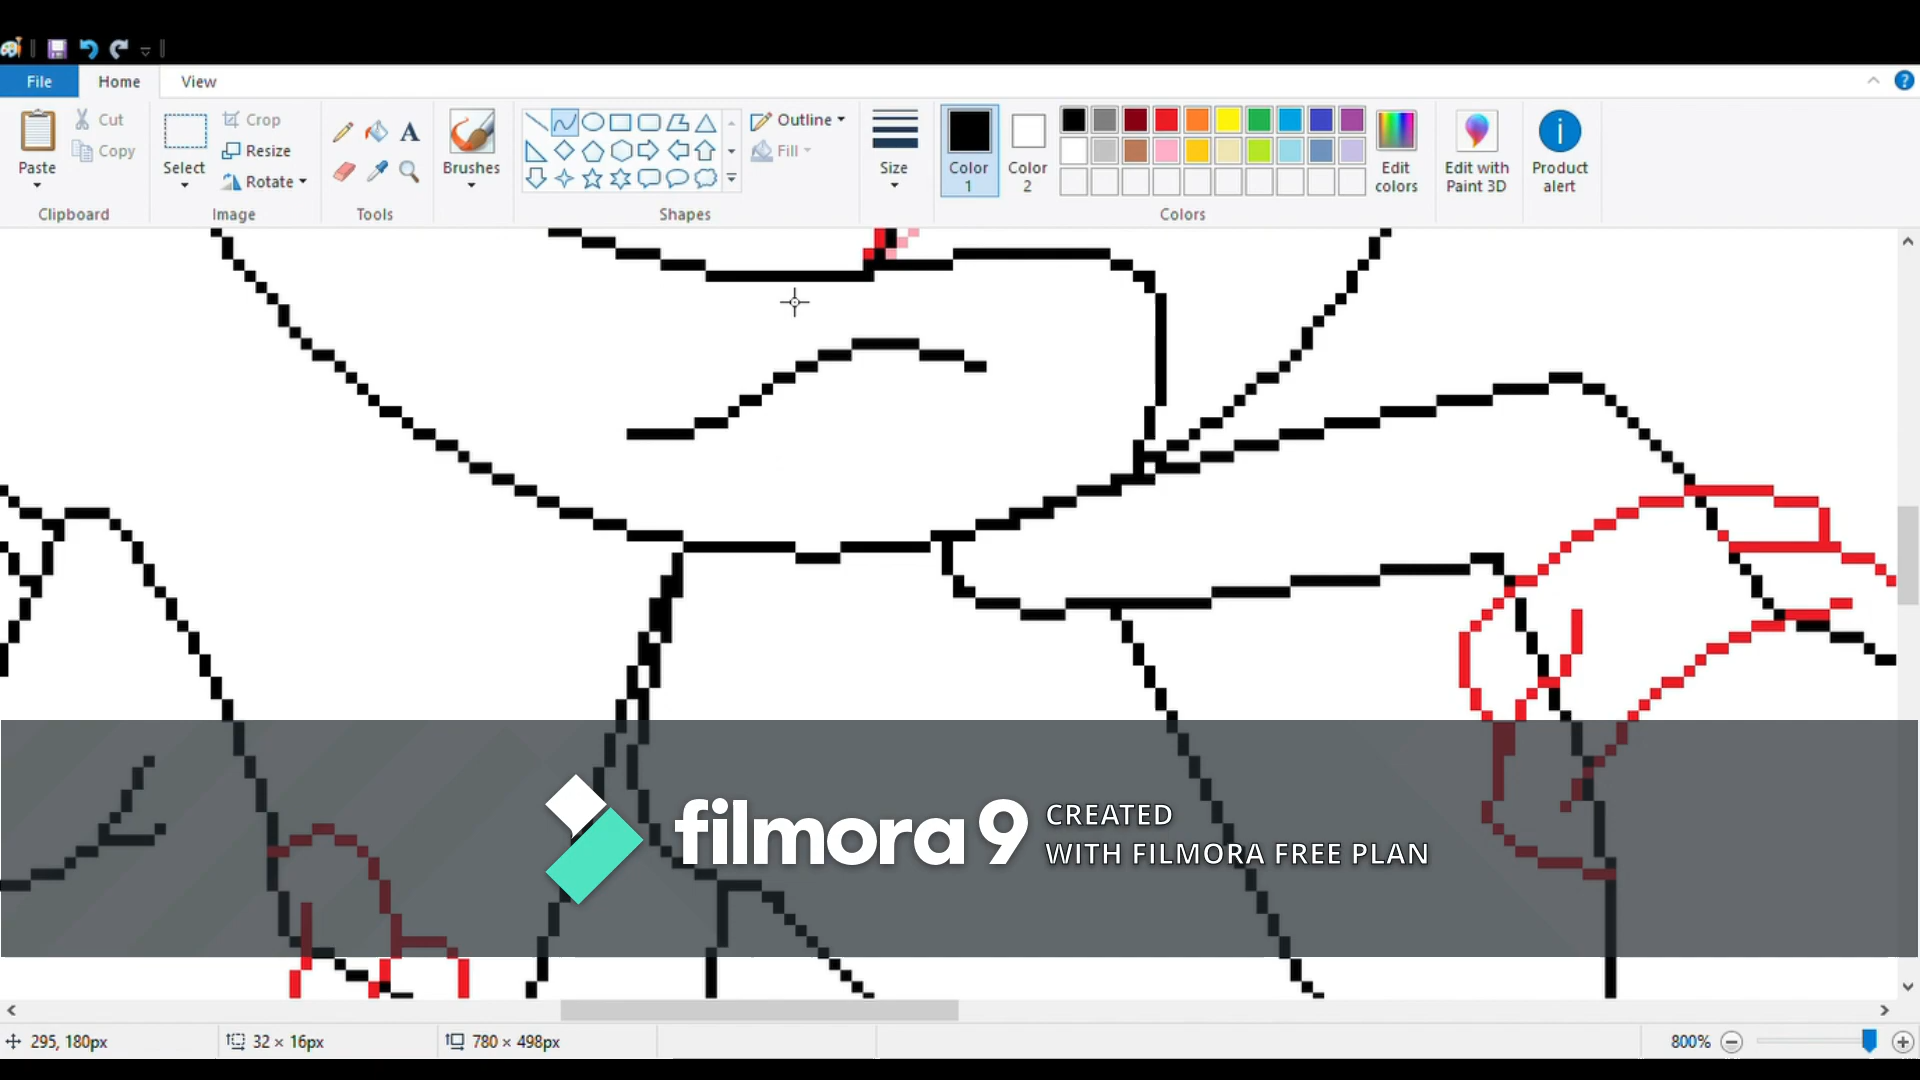 File Home View
Paste
Cut
Copy
Clipboard
Select
Crop
Resize
Rotate
Image
A
Tools
Brushes
Shapes
Outline
Fill
Size
Color
1
Color
2
Edit
colors
Colors
Edit with
Paint 3D
Product
alert
filmora 9
CREATED
WITH FILMORA FREE PLAN
295, 180px
32 × 16px
780 × 498px
800%